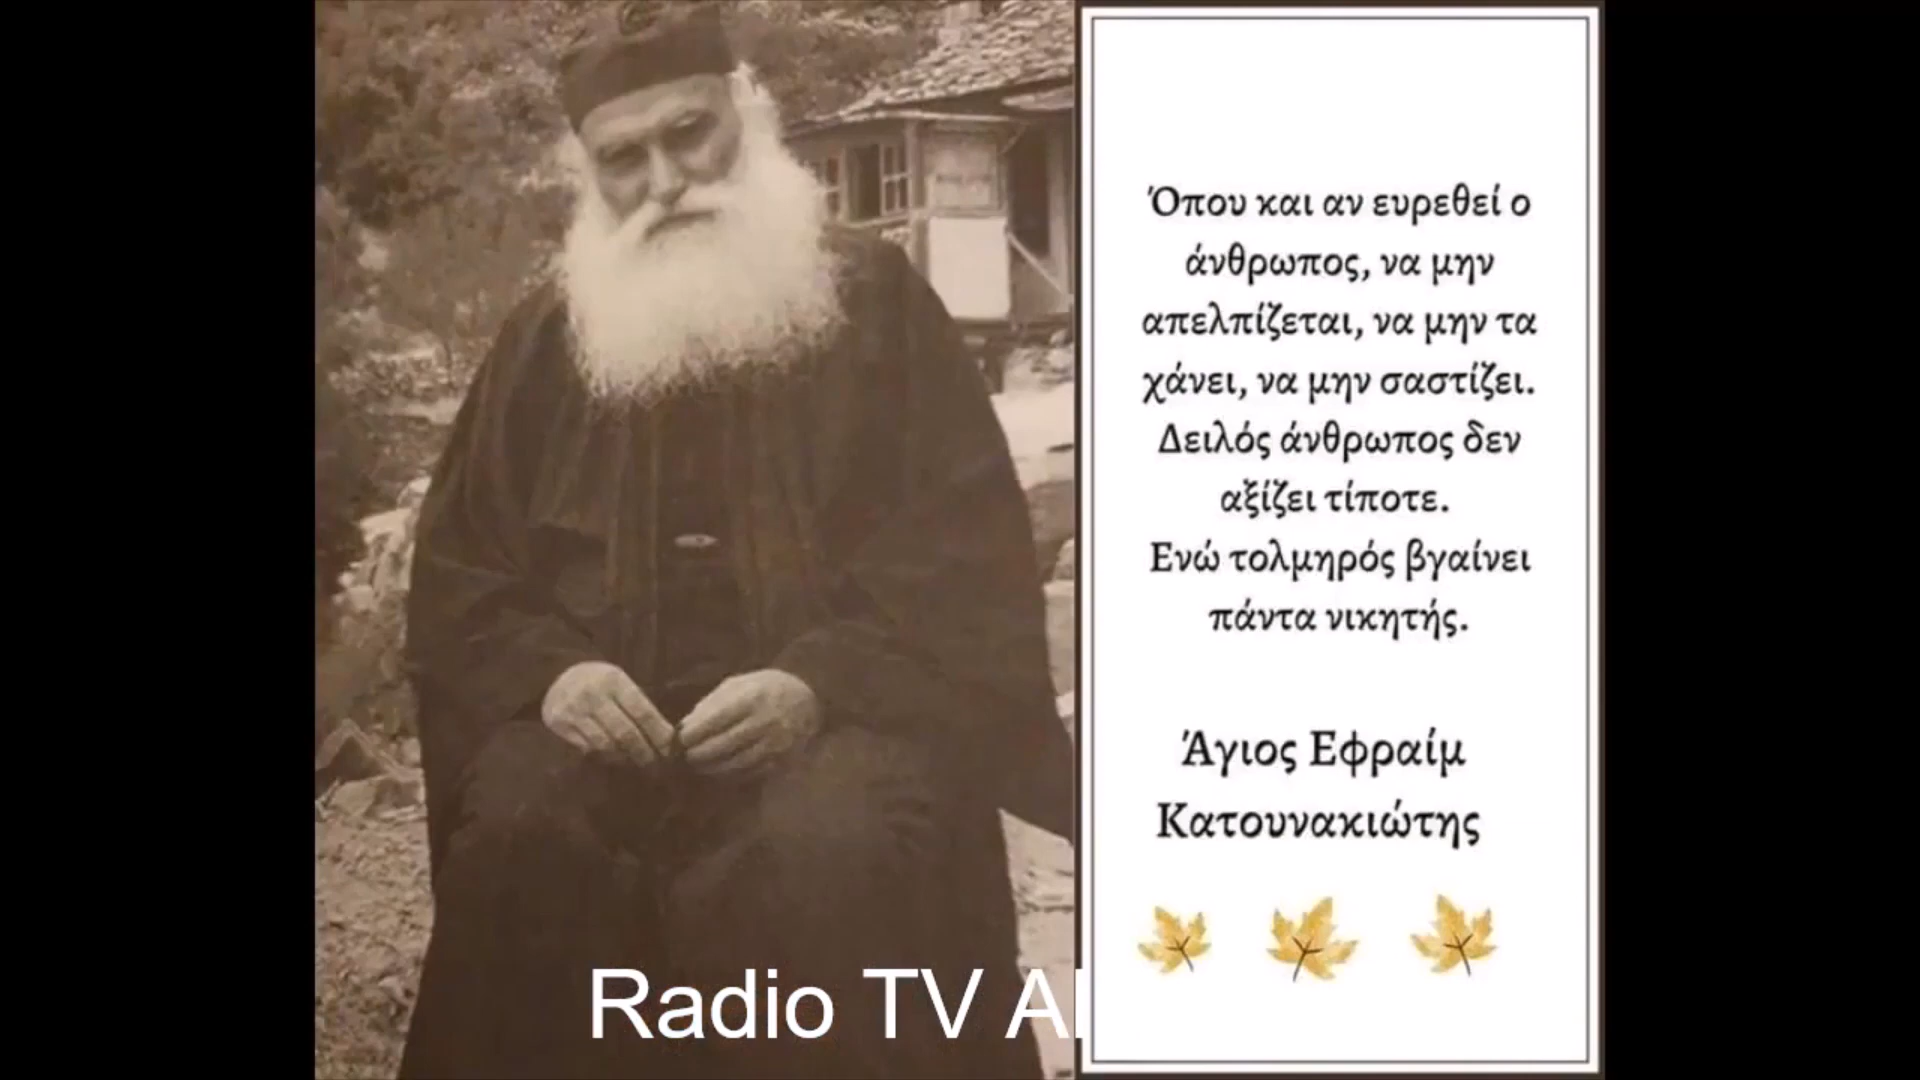 Όπου και αν ευρεθεί ο
άνθρωπος, να μην
απελπίζεται, να μην τα
χάνει, να μην σαστίζει.
Δειλός άνθρωπος δεν
αξίζει τίποτε.
Ενώ τολμηρός βγαίνει
πάντα νικητής.
Άγιος Εφραίμ
Κατουνακιώτης
Radio TV